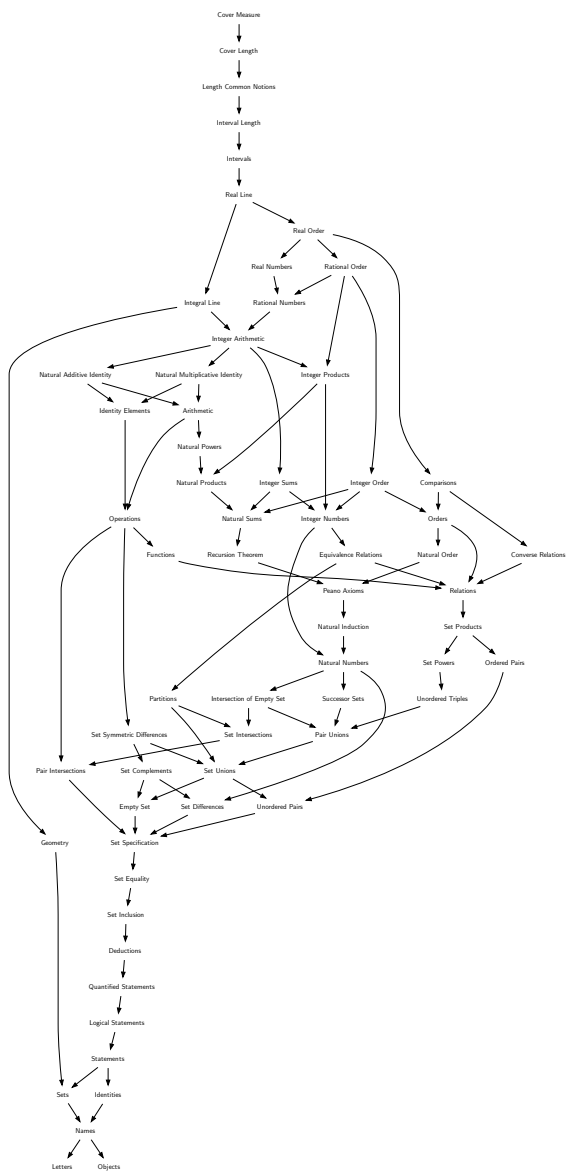 Cover Measure
Cover Length
Length Common Notions
Interval Length
Intervals
Real Line
Real Order
Real Numbers
Rational Order
Integral Line
Rational Numbers
Integer Arithmetic
Natural Additive Identity
Natural Multiplicative Identity
Integer Products
Identity Elements
Arithmetic
Natural Powers
Natural Products
Integer Sums
Integer Order
Comparisons
Operations
Natural Sums
Integer Numbers
Orders
Functions
Recursion Theorem
Equivalence Relations
Natural Order
Converse Relations
Peano Axioms
Relations
Natural Induction
Set Products
Natural Numbers
Set Powers
Ordered Pairs
Partitions
Intersection of Empty Set
Successor Sets
Unordered Triples
Set Symmetric Differences
Set Intersections
Pair Unions
Pair Intersections
Set Complements
Set Unions
Empty Set
Set Differences
Unordered Pairs
Geometry
Set Specification
Set Equality
Set Inclusion
Deductions
Quantified Statements
Logical Statements
Statements
Sets
Identities
Names
Letters
Objects